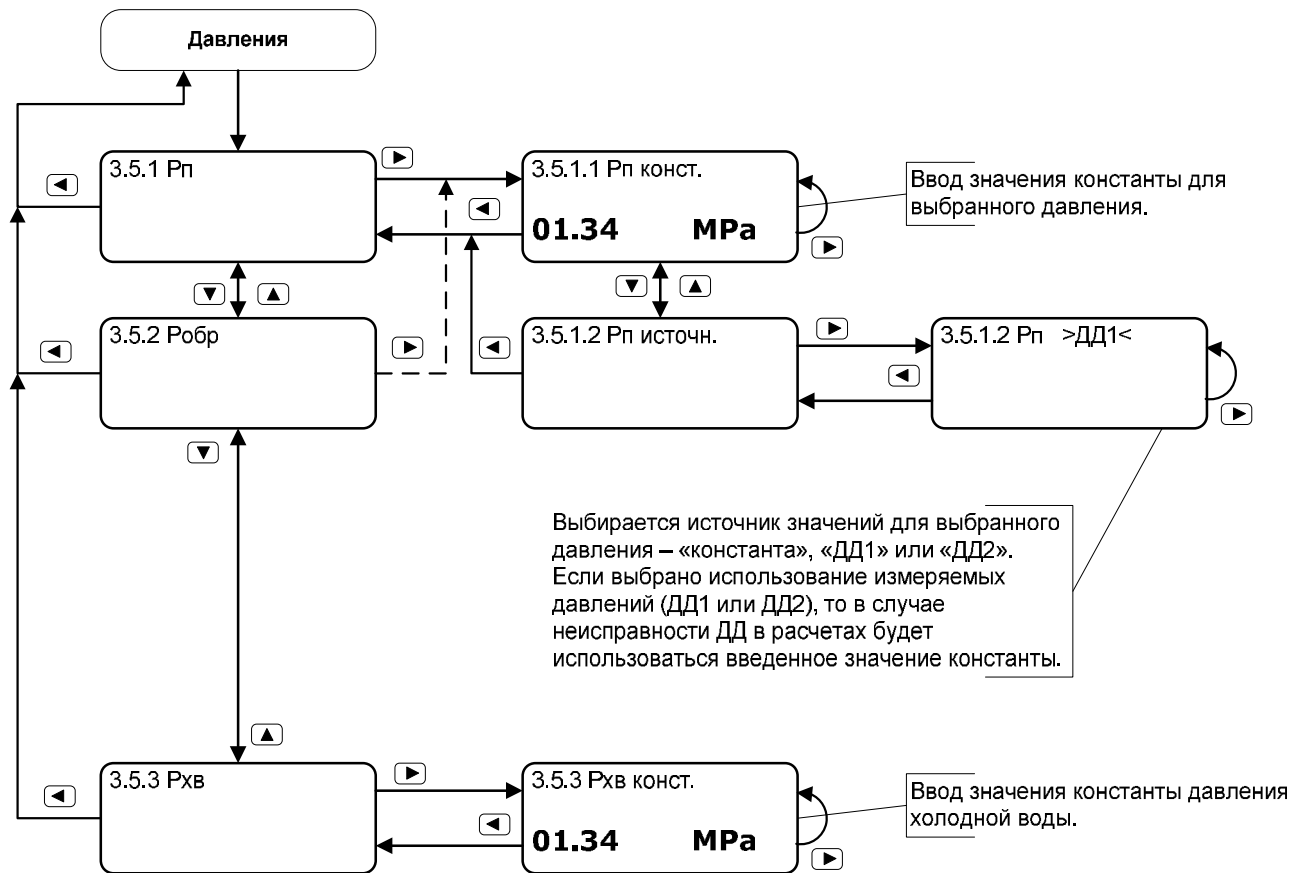 Давления
3.5.1 Рп
3.5.1.1 Рп конст.
01.34 MPa
Ввод значения константы для
выбранного давления.
3.5.2 Робр
3.5.1.2 Рп источн.
3.5.1.2 Рп >ДД1<
Выбирается источник значений для выбранного
давления – «константа», «ДД1» или «ДД2».
Если выбрано использование измеряемых
давлений (ДД1 или ДД2), то в случае
неисправности ДД в расчетах будет
использоваться введенное значение константы.
3.5.3 Рхв
3.5.3 Рхв конст.
01.34 MPa
Ввод значения константы давления
холодной воды.